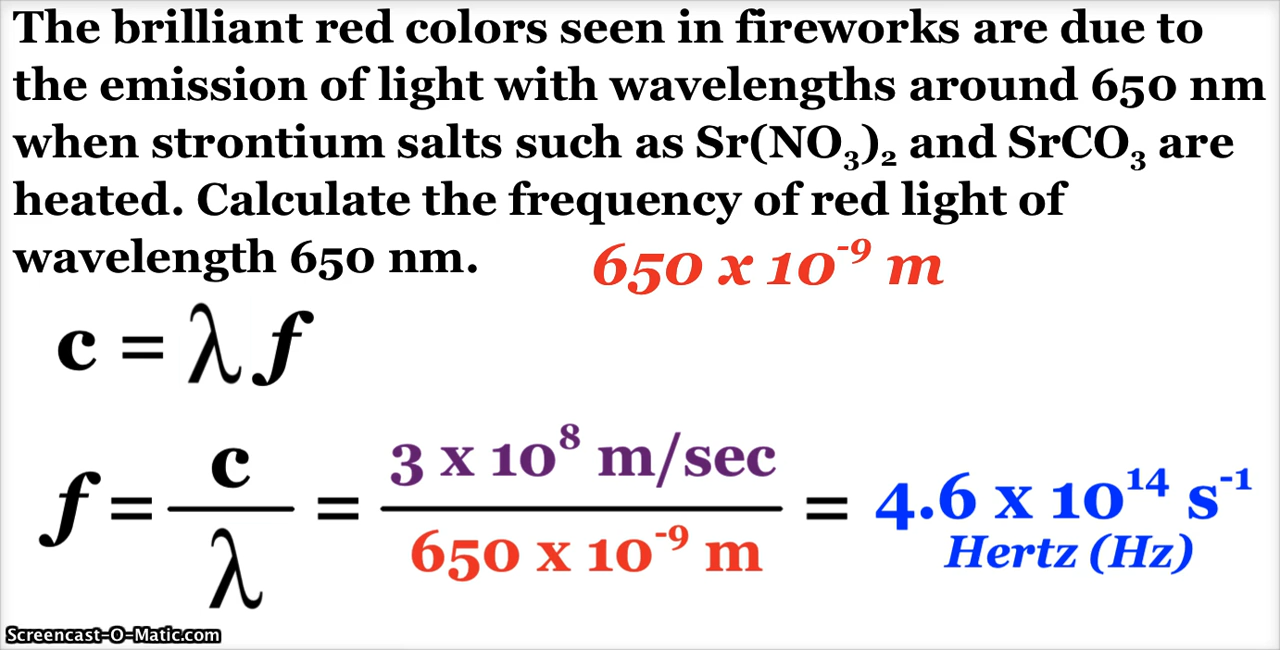 The brilliant red colors seen in fireworks are due to
the emission of light with wavelengths around 650 nm
when strontium salts such as Sr(NO₃)₂ and SrCO₃ are
heated. Calculate the frequency of red light of
wavelength 650 nm. 650 x 10⁻⁹ m
c = λ f
f = c / λ = 3 x 10⁸ m/sec / 650 x 10⁻⁹ m = 4.6 x 10¹⁴ s⁻¹
Hertz (Hz)
Screencast-O-Matic.com